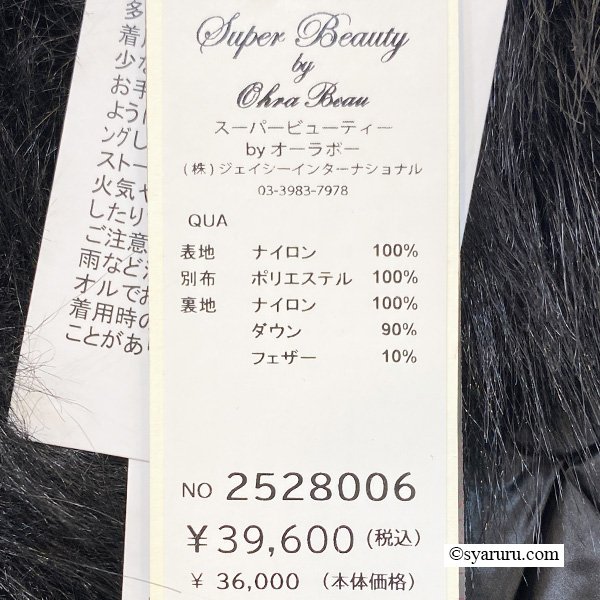 多
着用
少な
お手
ように
ングし
ストー
火気や
したり
ご注意
雨など
オルでお
着用時の
ことがあ
Super Beauty
by
Ohra Beau
スーパービューティー
by オーラボー
(株)ジェイシーインターナショナル
03-3983-7978
QUA
表地 ナイロン 100%
別布 ポリエステル 100%
裏地 ナイロン 100%
ダウン 90%
フェザー 10%
NO 2528006
¥39,600 (税込)
¥ 36,000 (本体価格)
©syaruru.com